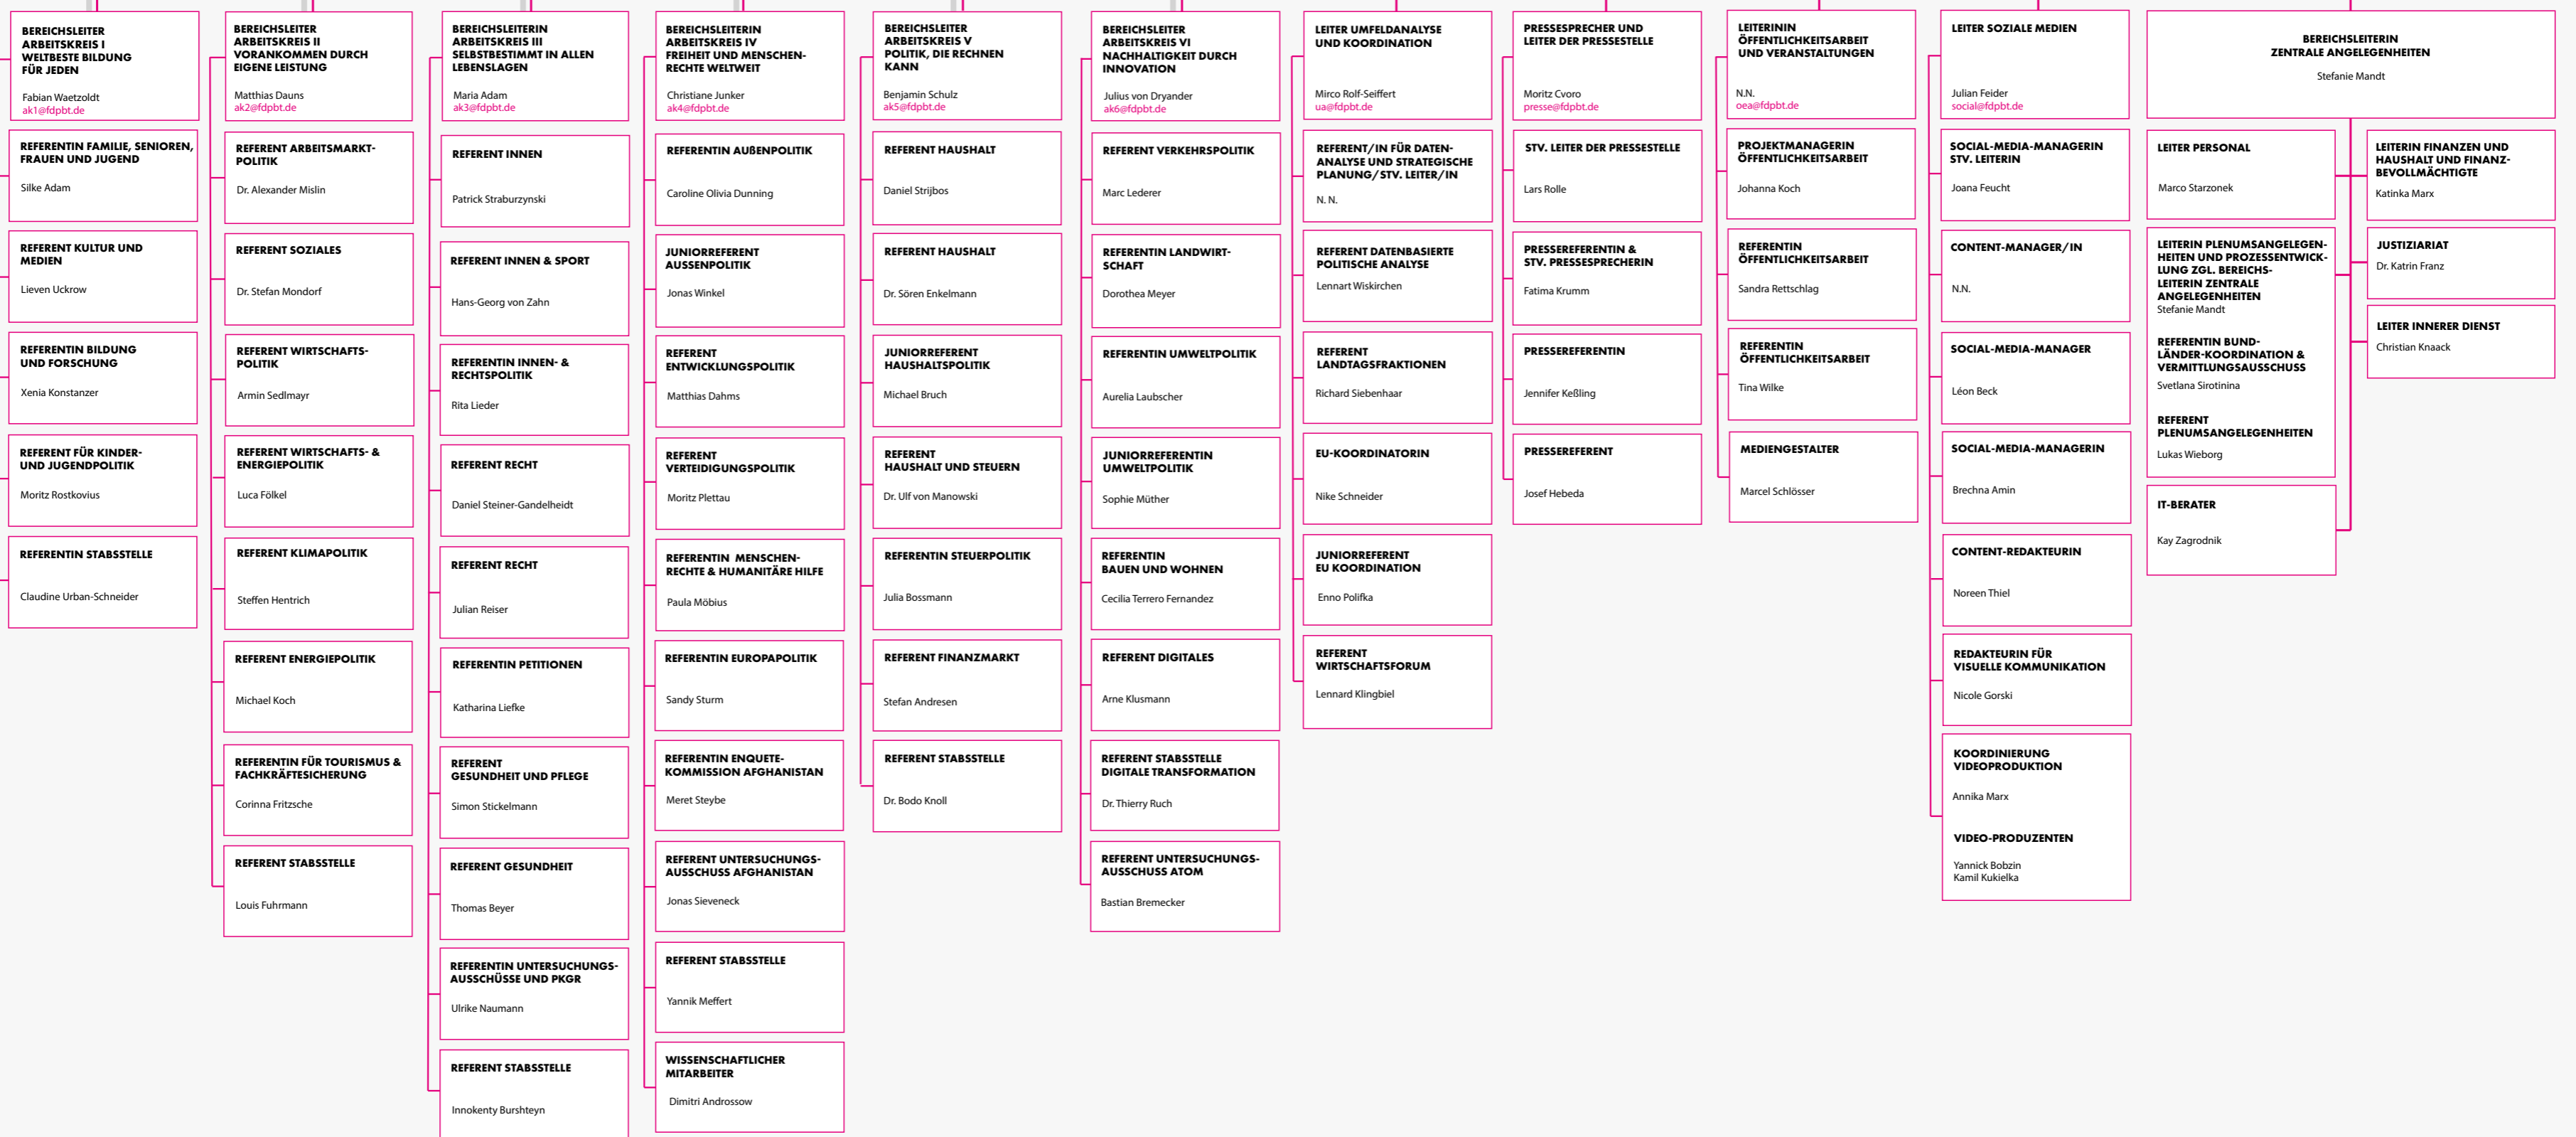 BEREICHSLEITER
ARBEITSKREIS I
WELTBESTE BILDUNG
FÜR JEDEN
Fabian Waetzoldt
ak1@fdpbt.de
REFERENTIN FAMILIE, SENIOREN,
FRAUEN UND JUGEND
Silke Adam
REFERENT KULTUR UND
MEDIEN
Lieven Uckrow
REFERENTIN BILDUNG
UND FORSCHUNG
Xenia Konstanzer
REFERENT FÜR KINDER-
UND JUGENDPOLITIK
Moritz Rostkovius
REFERENTIN STABSSTELLE
Claudine Urban-Schneider
BEREICHSLEITER
ARBEITSKREIS II
VORANKOMMEN DURCH
EIGENE LEISTUNG
Matthias Dauns
ak2@fdpbt.de
REFERENT ARBEITSMARKT-
POLITIK
Dr. Alexander Mislin
REFERENT SOZIALES
Dr. Stefan Mondorf
REFERENT WIRTSCHAFTS-
POLITIK
Armin Sedlmayr
REFERENT WIRTSCHAFTS- &
ENERGIEPOLITIK
Luca Fölkel
REFERENT KLIMAPOLITIK
Steffen Hentrich
REFERENT ENERGIEPOLITIK
Michael Koch
REFERENTIN FÜR TOURISMUS &
FACHKRÄFTESICHERUNG
Corinna Fritzsche
REFERENT STABSSTELLE
Louis Fuhrmann
BEREICHSLEITERIN
ARBEITSKREIS III
SELBSTBESTIMMT IN ALLEN
LEBENSLAGEN
Maria Adam
ak3@fdpbt.de
REFERENT INNEN
Patrick Straburzynski
REFERENT INNEN & SPORT
Hans-Georg von Zahn
REFERENTIN INNEN- &
RECHTSPOLITIK
Rita Lieder
REFERENT RECHT
Daniel Steiner-Gandelheidt
REFERENT RECHT
Julian Reiser
REFERENTIN PETITIONEN
Katharina Liefke
REFERENT
GESUNDHEIT UND PFLEGE
Simon Stickelmann
REFERENT GESUNDHEIT
Thomas Beyer
REFERENTIN UNTERSUCHUNGS-
AUSSCHÜSSE UND PKGR
Ulrike Naumann
REFERENT STABSSTELLE
Innokenty Burshteyn
BEREICHSLEITERIN
ARBEITSKREIS IV
FREIHEIT UND MENSCHEN-
RECHTE WELTWEIT
Christiane Junker
ak4@fdpbt.de
REFERENTIN AUßENPOLITIK
Caroline Olivia Dunning
JUNIORREFERENT
AUSSENPOLITIK
Jonas Winkel
REFERENT
ENTWICKLUNGSPOLITIK
Matthias Dahms
REFERENT
VERTEIDIGUNGSPOLITIK
Moritz Plettau
REFERENTIN MENSCHEN-
RECHTE & HUMANITÄRE HILFE
Paula Möbius
REFERENTIN EUROPAPOLITIK
Sandy Sturm
REFERENTIN ENQUETE-
KOMMISSION AFGHANISTAN
Meret Steybe
REFERENT UNTERSUCHUNGS-
AUSSCHUSS AFGHANISTAN
Jonas Sieveneck
REFERENT STABSSTELLE
Yannik Meffert
WISSENSCHAFTLICHER
MITARBEITER
Dimitri Androssow
BEREICHSLEITER
ARBEITSKREIS V
POLITIK, DIE RECHNEN
KANN
Benjamin Schulz
ak5@fdpbt.de
REFERENT HAUSHALT
Daniel Strijbos
REFERENT HAUSHALT
Dr. Sören Enkelmann
JUNIORREFERENT
HAUSHALTSPOLITIK
Michael Bruch
REFERENT
HAUSHALT UND STEUERN
Dr. Ulf von Manowski
REFERENTIN STEUERPOLITIK
Julia Bossmann
REFERENT FINANZMARKT
Stefan Andresen
REFERENT STABSSTELLE
Dr. Bodo Knoll
BEREICHSLEITER
ARBEITSKREIS VI
NACHHALTIGKEIT DURCH
INNOVATION
Julius von Dryander
ak6@fdpbt.de
REFERENT VERKEHRSPOLITIK
Marc Lederer
REFERENTIN LANDWIRT-
SCHAFT
Dorothea Meyer
REFERENTIN UMWELTPOLITIK
Aurelia Laubscher
JUNIORREFERENTIN
UMWELTPOLITIK
Sophie Müther
REFERENTIN
BAUEN UND WOHNEN
Cecilia Terrero Fernandez
REFERENT DIGITALES
Arne Klusmann
REFERENT STABSSTELLE
DIGITALE TRANSFORMATION
Dr. Thierry Ruch
REFERENT UNTERSUCHUNGS-
AUSSCHUSS ATOM
Bastian Bremecker
LEITER UMFELDANALYSE
UND KOORDINATION
Mirco Rolf-Seiffert
ua@fdpbt.de
REFERENT/IN FÜR DATEN-
ANALYSE UND STRATEGISCHE
PLANUNG/STV. LEITER/IN
N. N.
REFERENT DATENBASIERTE
POLITISCHE ANALYSE
Lennart Wiskirchen
REFERENT
LANDTAGSFRAKTIONEN
Richard Siebenhaar
EU-KOORDINATORIN
Nike Schneider
JUNIORREFERENT
EU KOORDINATION
Enno Polifka
REFERENT
WIRTSCHAFTSFORUM
Lennard Klingbiel
PRESSESPRECHER UND
LEITER DER PRESSESTELLE
Moritz Cvoro
presse@fdpbt.de
STV. LEITER DER PRESSESTELLE
Lars Rolle
PRESSEREFERENTIN &
STV. PRESSESPRECHERIN
Fatima Krumm
PRESSEREFERENTIN
Jennifer Keßling
PRESSEREFERENT
Josef Hebeda
LEITERININ
ÖFFENTLICHKEITSARBEIT
UND VERANSTALTUNGEN
N.N.
oea@fdpbt.de
PROJEKTMANAGERIN
ÖFFENTLICHKEITSARBEIT
Johanna Koch
REFERENTIN
ÖFFENTLICHKEITSARBEIT
Sandra Rettschlag
REFERENTIN
ÖFFENTLICHKEITSARBEIT
Tina Wilke
MEDIENGESTALTER
Marcel Schlösser
LEITER SOZIALE MEDIEN
Julian Feider
social@fdpbt.de
SOCIAL-MEDIA-MANAGERIN
STV. LEITERIN
Joana Feucht
CONTENT-MANAGER/IN
N.N.
SOCIAL-MEDIA-MANAGER
Léon Beck
SOCIAL-MEDIA-MANAGERIN
Brechna Amin
CONTENT-REDAKTEURIN
Noreen Thiel
REDAKTEURIN FÜR
VISUELLE KOMMUNIKATION
Nicole Gorski
KOORDINIERUNG
VIDEOPRODUKTION
Annika Marx
VIDEO-PRODUZENTEN
Yannick Bobzin
Kamil Kukielka
BEREICHSLEITERIN
ZENTRALE ANGELEGENHEITEN
Stefanie Mandt
LEITER PERSONAL
Marco Starzonek
LEITERIN PLENUMSANGELEGEN-
HEITEN UND PROZESSENTWICK-
LUNG ZGL. BEREICHS-
LEITERIN ZENTRALE
ANGELEGENHEITEN
Stefanie Mandt
REFERENTIN BUND-
LÄNDER-KOORDINATION &
VERMITTLUNGSAUSSCHUSS
Svetlana Sirotinina
REFERENT
PLENUMSANGELEGENHEITEN
Lukas Wieborg
IT-BERATER
Kay Zagrodnik
LEITERIN FINANZEN UND
HAUSHALT UND FINANZ-
BEVOLLMÄCHTIGTE
Katinka Marx
JUSTIZIARIAT
Dr. Katrin Franz
LEITER INNERER DIENST
Christian Knaack